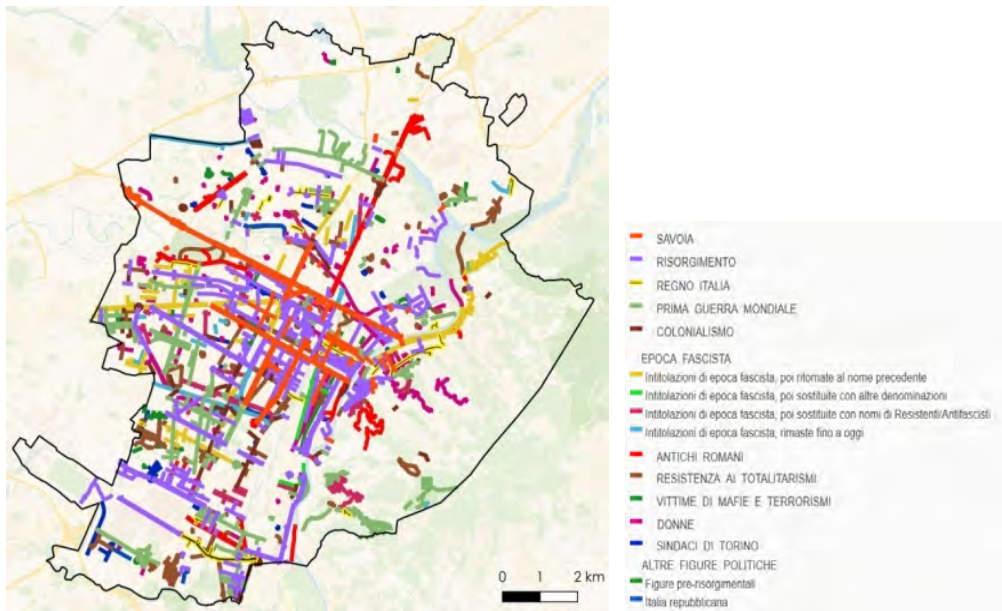 0 1 2 km
SAVOIA
RISORGIMENTO
REGNO ITALIA
PRIMA GUERRA MONDIALE
COLONIALISMO
EPOCA FASCISTA
Intitolazioni di epoca fascista, poi ritornate al nome precedente
Intitolazioni di epoca fascista, poi sostituite con altre denominazioni
Intitolazioni di epoca fascista, poi sostituite con nomi di Resistenti/Antifascisti
Intitolazioni di epoca fascista, rimaste fino a oggi
ANTICHI ROMANI
RESISTENZA AI TOTALITARISMI
VITTIME DI MAFIE E TERRORISMI
DONNE
SINDACI DI TORINO
ALTRE FIGURE POLITICHE
Figure pre-risorgimentali
Italia repubblicana